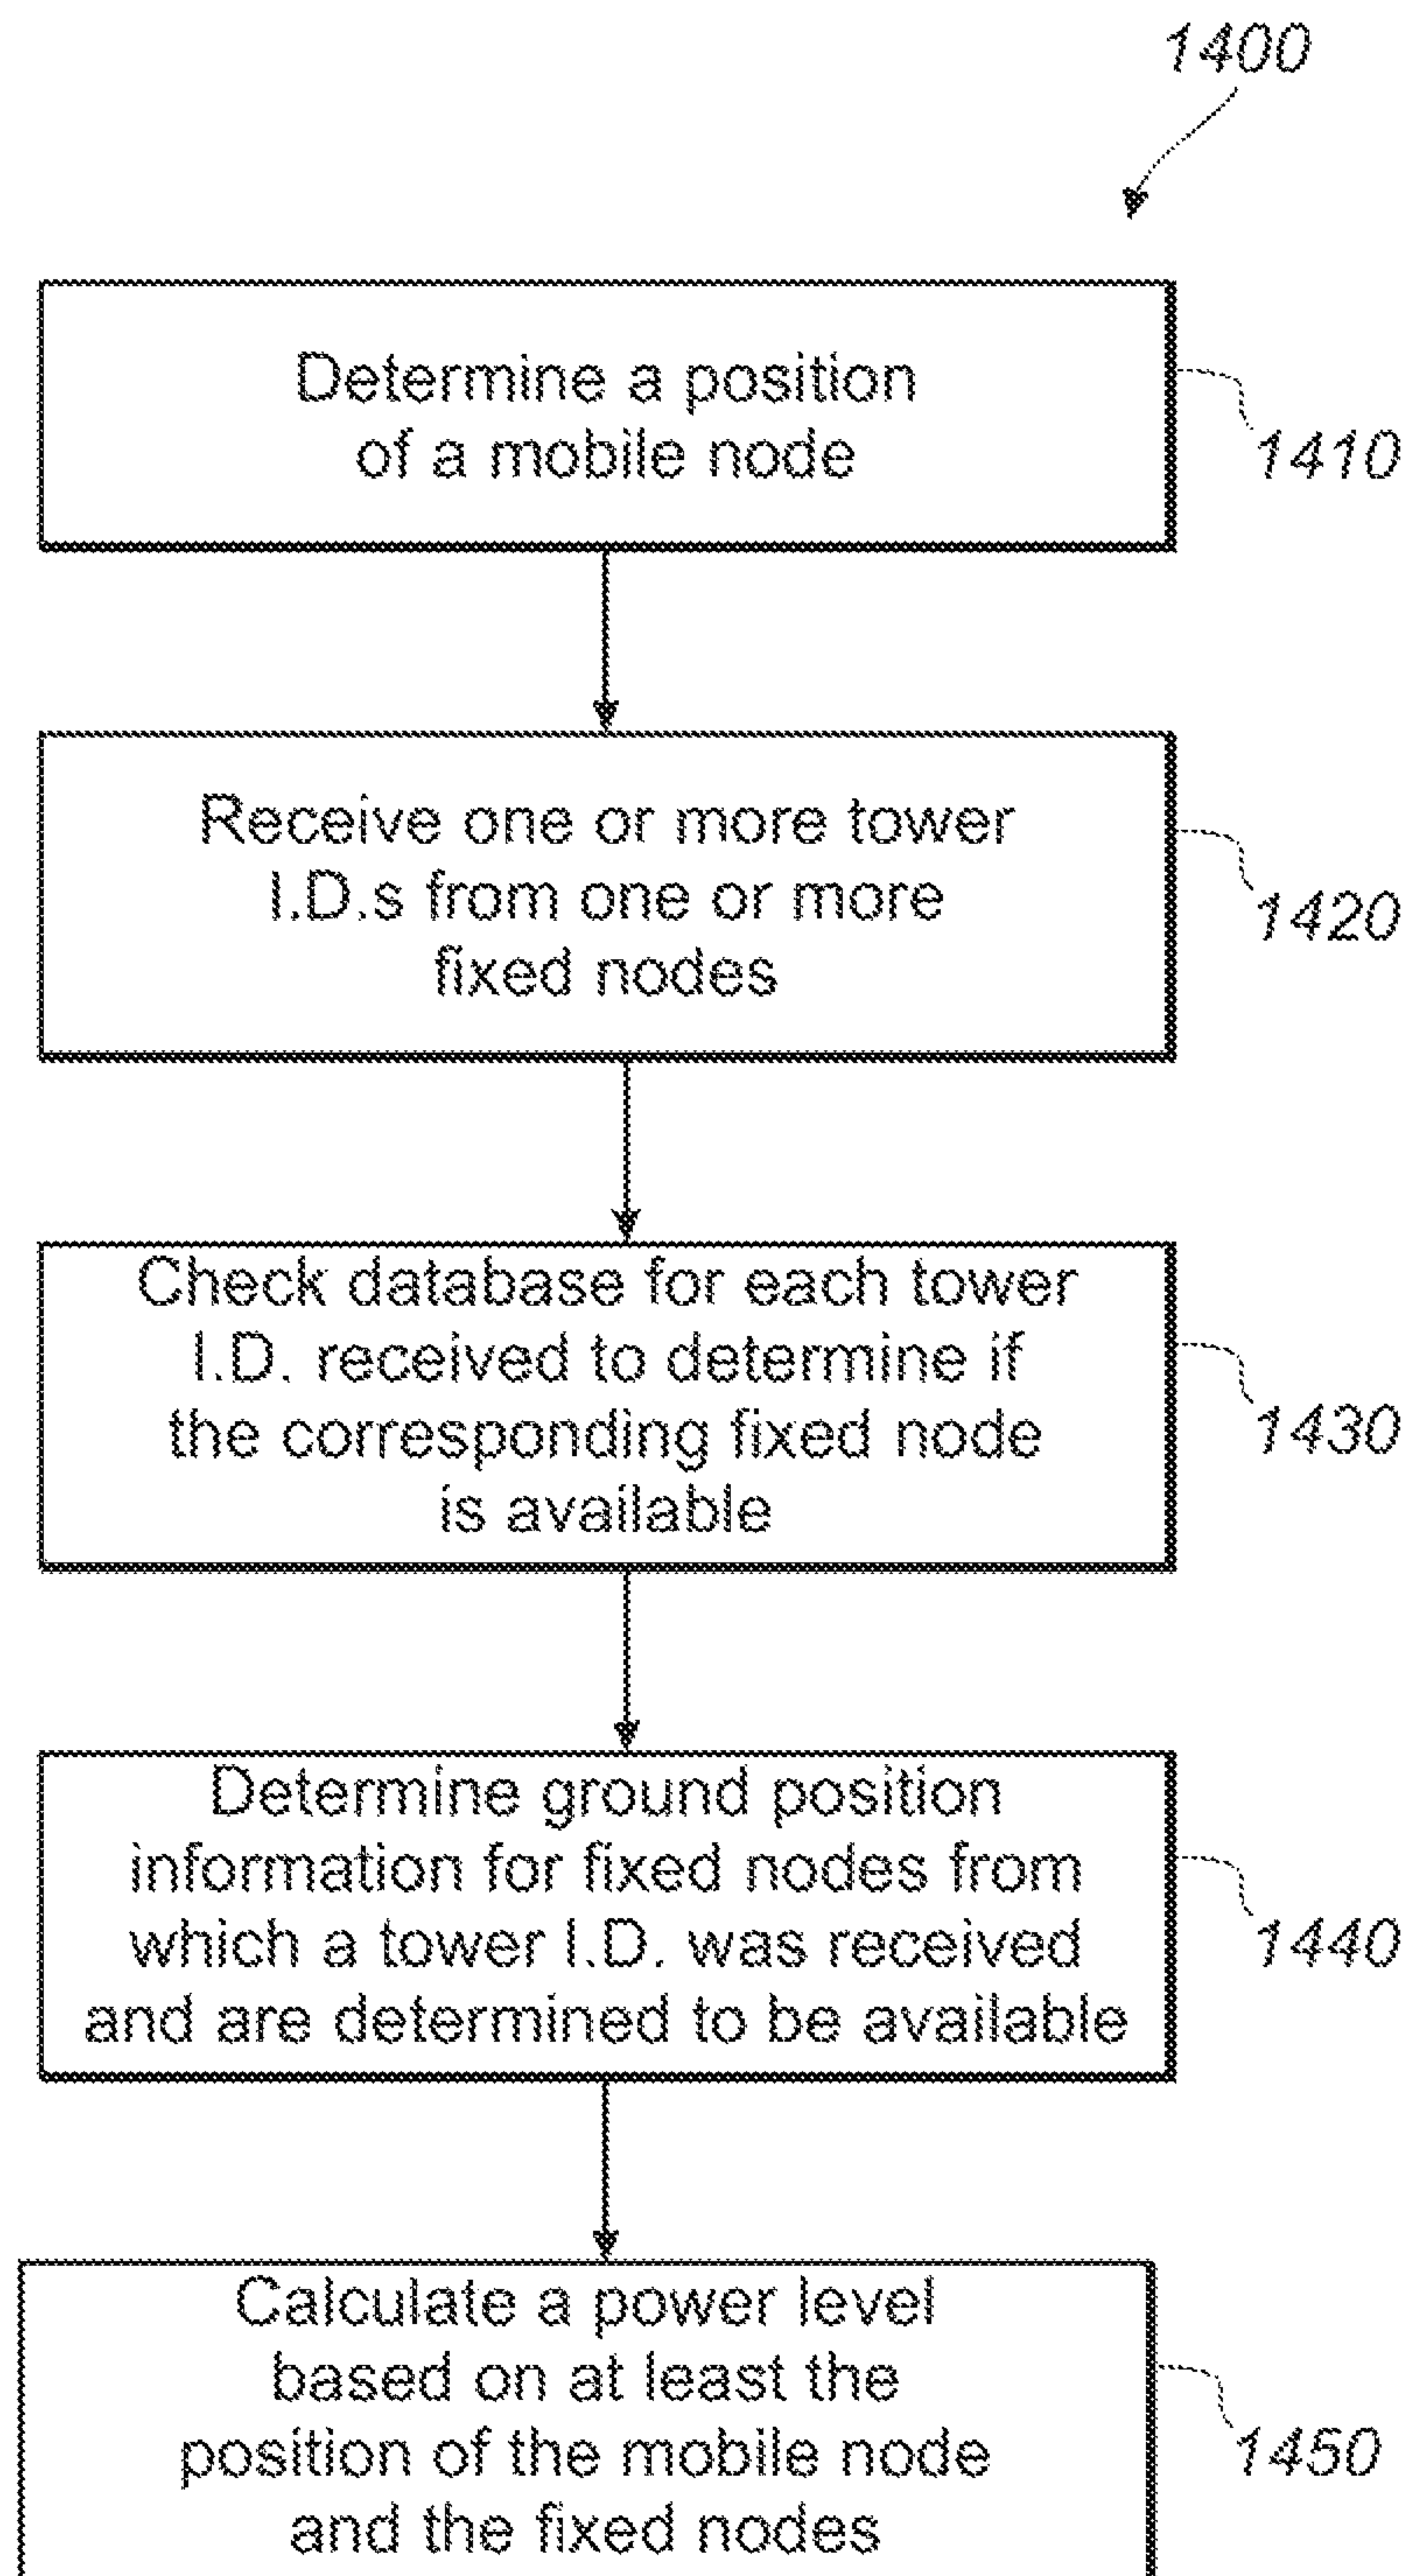 1400
Determine a position
of a mobile node
1410
Receive one or more tower
I.D.s from one or more
fixed nodes
1420
Check database for each tower
I.D. received to determine if
the corresponding fixed node
is available
1430
Determine ground position
information for fixed nodes from
which a tower I.D. was received
and are determined to be available
1440
Calculate a power level
based on at least the
position of the mobile node
and the fixed nodes
1450